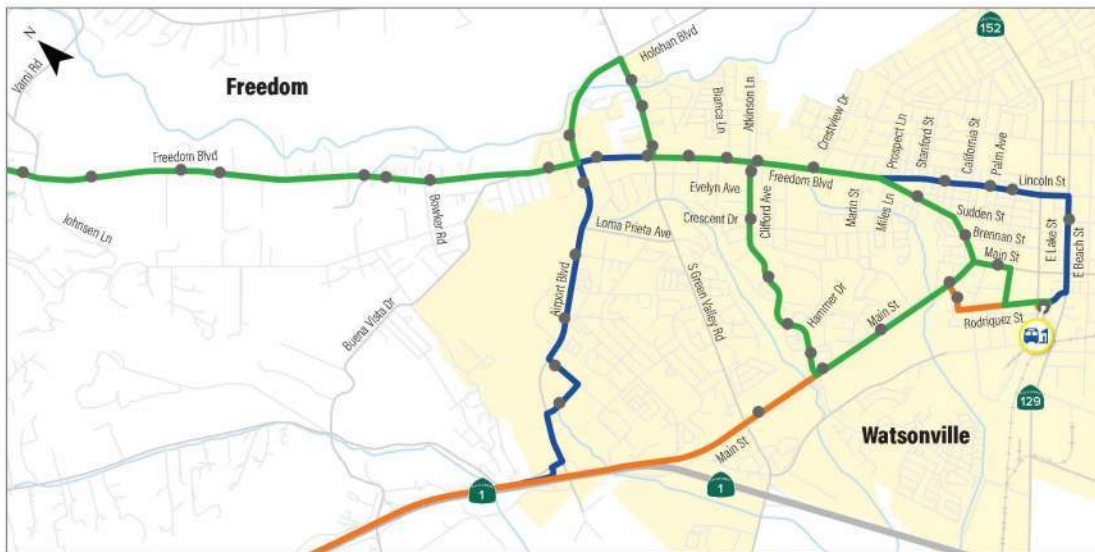 N
Varni Rd
Freedom
Holohan Blvd
152
Bianca Ln
Atkinson Ln
Crestview Dr
Prospect Ln
Stanford St
California St
Palm Ave
Freedom Blvd
Lincoln St
Evelyn Ave
Freedom Blvd
Johnsen Ln
Bowker Rd
Crescent Dr
Clifford Ave
Marin St
Miles Ln
Sudden St
Loma Prieta Ave
Brennan St
Main St
E Lake St
E Beach St
Airport Blvd
S Green Valley Rd
Hammer Dr
Main St
Rodriquez St
Buena Vista Dr
129
Main St
Watsonville
1
1